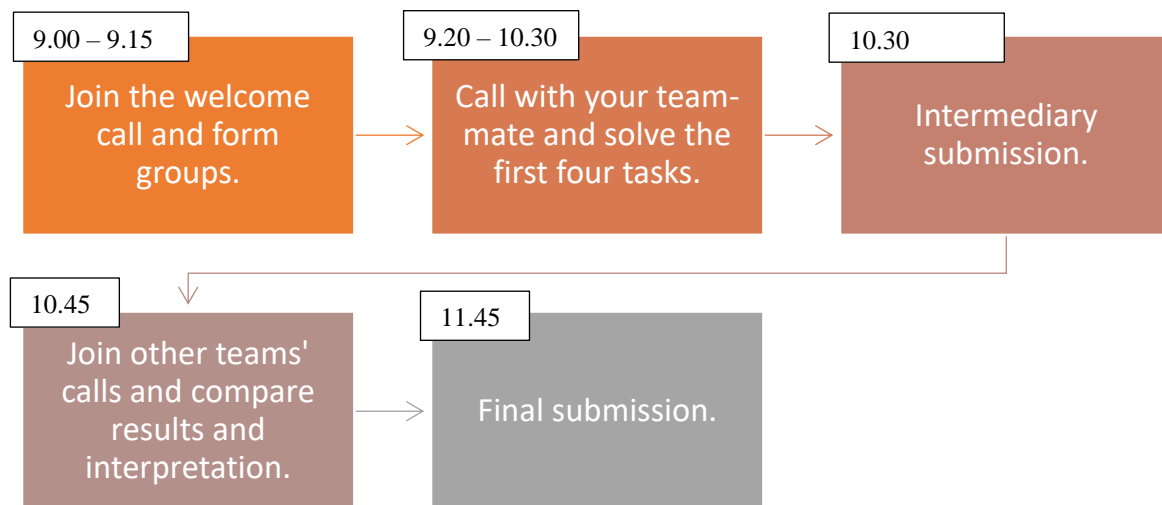 9.00 – 9.15
Join the welcome
call and form
groups.
9.20 – 10.30
Call with your team-
mate and solve the
first four tasks.
10.30
Intermediary
submission.
10.45
Join other teams'
calls and compare
results and
interpretation.
11.45
Final submission.